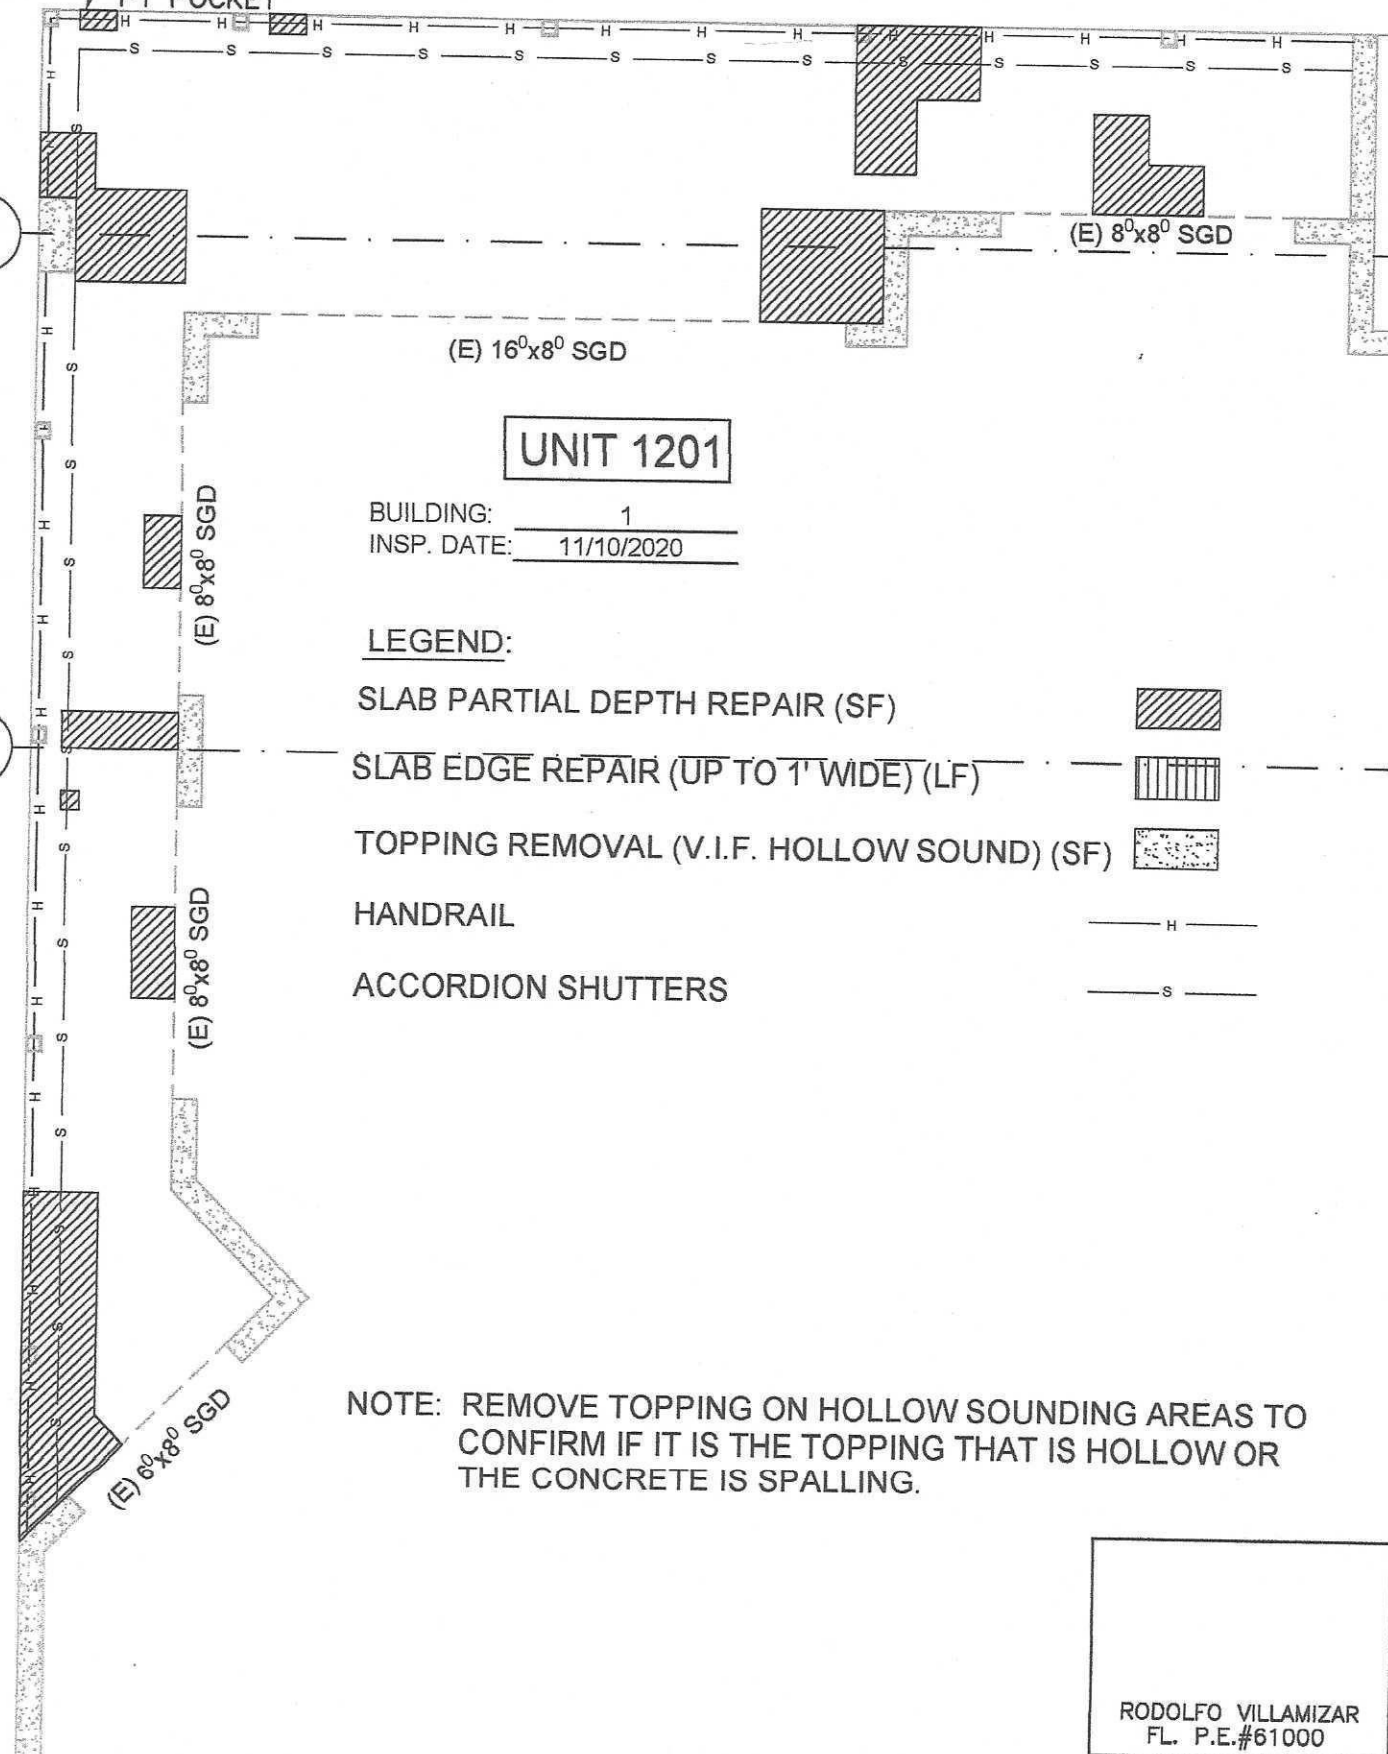 PT POCKET
(E) 8⁰x8⁰ SGD
(E) 16⁰x8⁰ SGD
UNIT 1201
BUILDING: 1
INSP. DATE: 11/10/2020
(E) 8⁰x8⁰ SGD
LEGEND:
SLAB PARTIAL DEPTH REPAIR (SF)
SLAB EDGE REPAIR (UP TO 1' WIDE) (LF)
TOPPING REMOVAL (V.I.F. HOLLOW SOUND) (SF)
HANDRAIL H
ACCORDION SHUTTERS S
(E) 8⁰x8⁰ SGD
(E) 6⁰x8⁰ SGD
NOTE: REMOVE TOPPING ON HOLLOW SOUNDING AREAS TO
CONFIRM IF IT IS THE TOPPING THAT IS HOLLOW OR
THE CONCRETE IS SPALLING.
RODOLFO VILLAMIZAR
FL. P.E.#61000